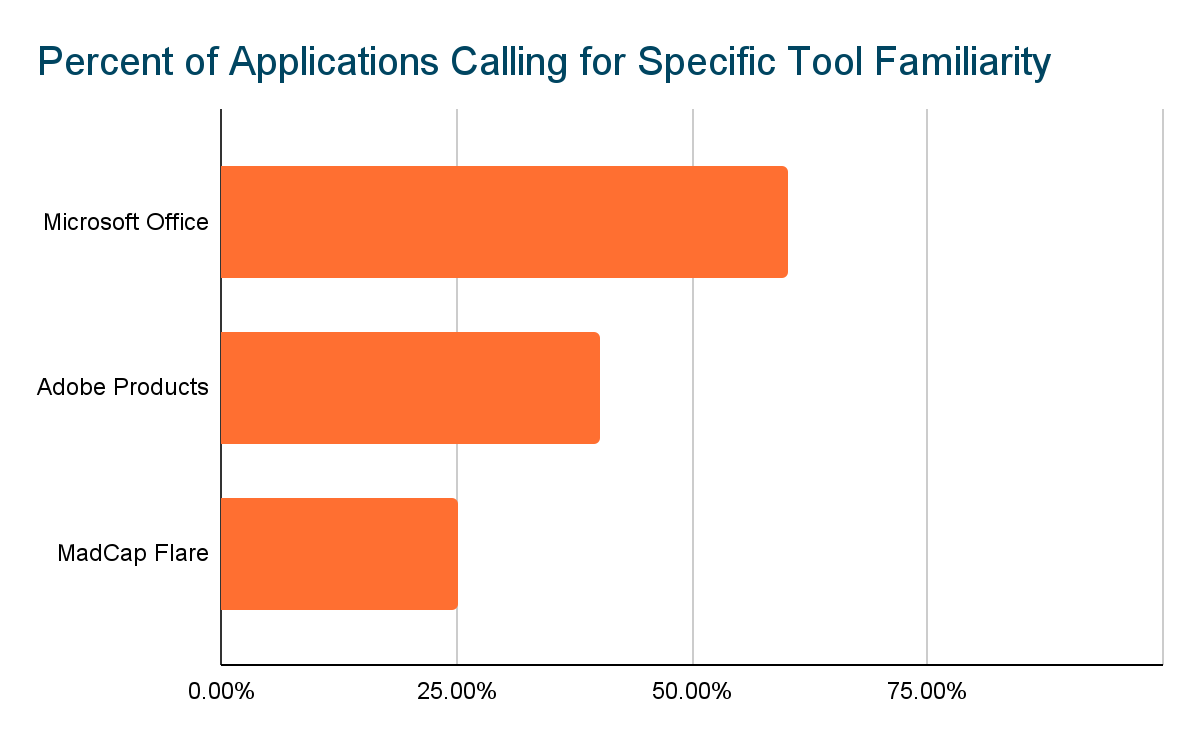 Percent of Applications Calling for Specific Tool Familiarity
Microsoft Office
Adobe Products
MadCap Flare
0.00% 25.00% 50.00% 75.00%